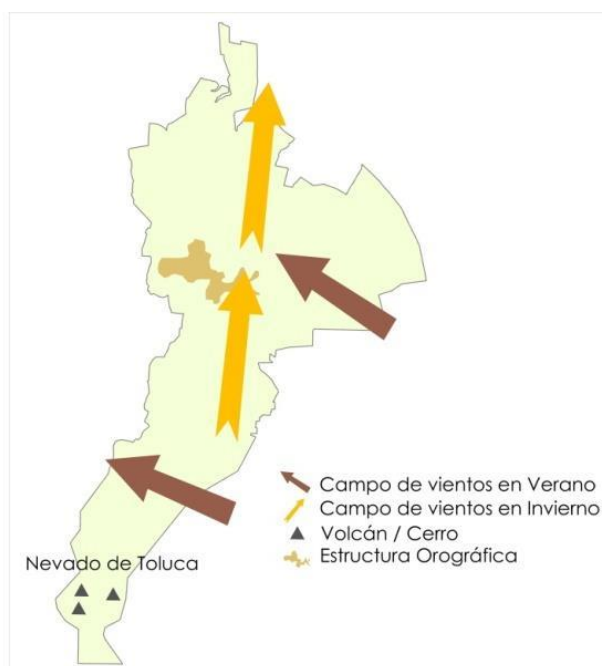 Campo de vientos en Verano
Campo de vientos en Invierno
Volcán / Cerro
Estructura Orográfica
Nevado de Toluca